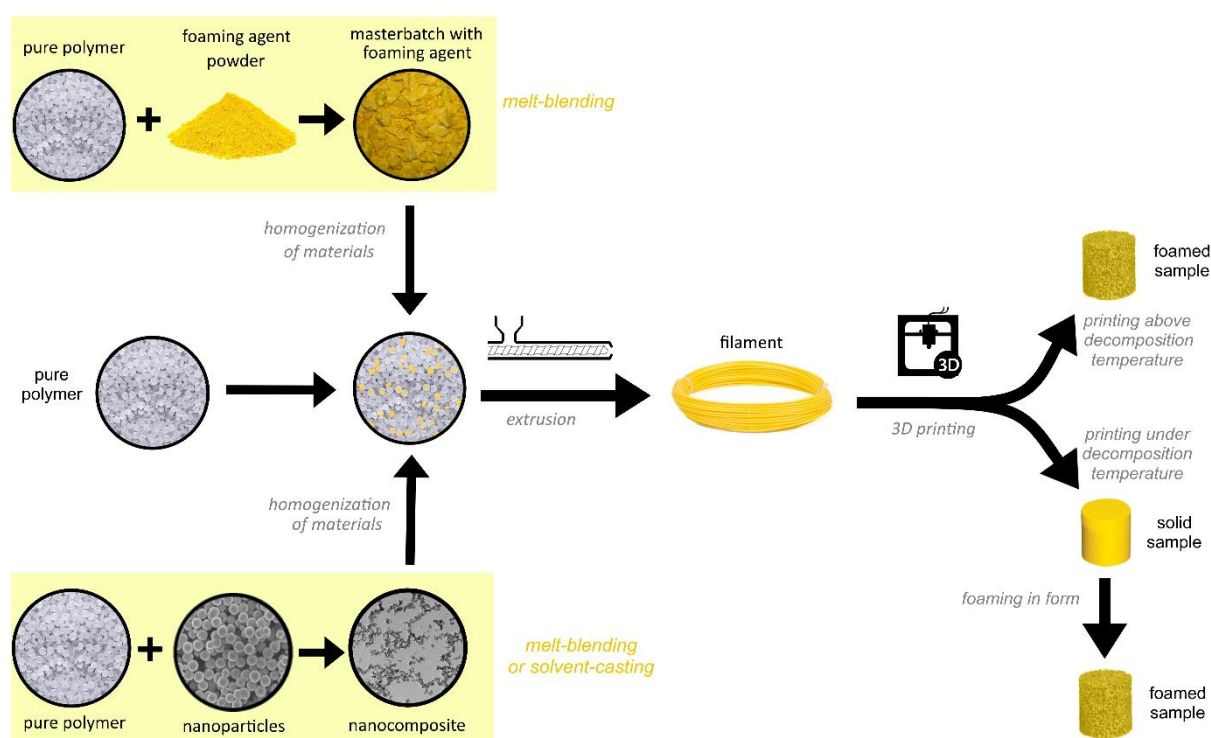 pure polymer
foaming agent
powder
masterbatch with
foaming agent
melt-blending
homogenization
of materials
pure
polymer
extrusion
filament
3D
3D printing
foamed
sample
printing above
decomposition
temperature
printing under
decomposition
temperature
solid
sample
foaming in form
foamed
sample
homogenization
of materials
melt-blending
or solvent-casting
pure polymer
nanoparticles
nanocomposite